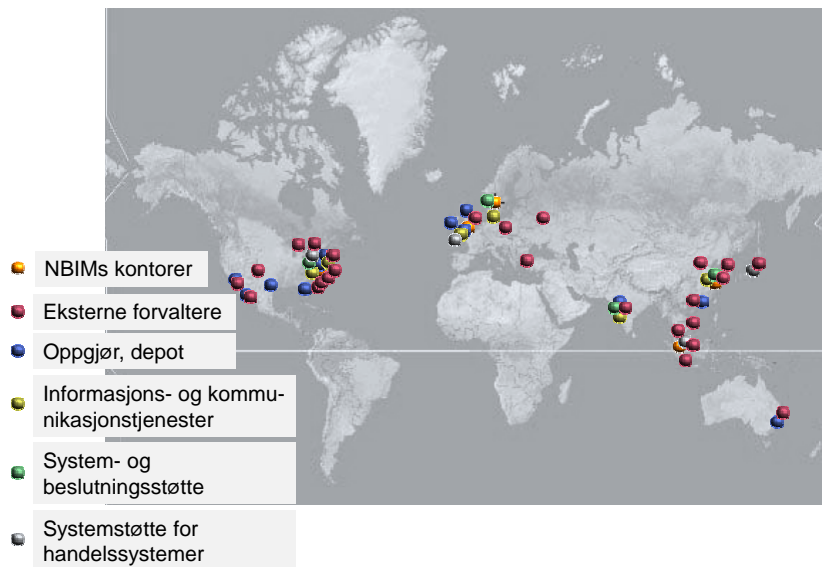 NBIMs kontorer
Eksterne forvaltere
Oppgjør, depot
Informasjons- og kommu-
nikasjonstjenester
System- og
beslutningsstøtte
Systemstøtte for
handelssystemer